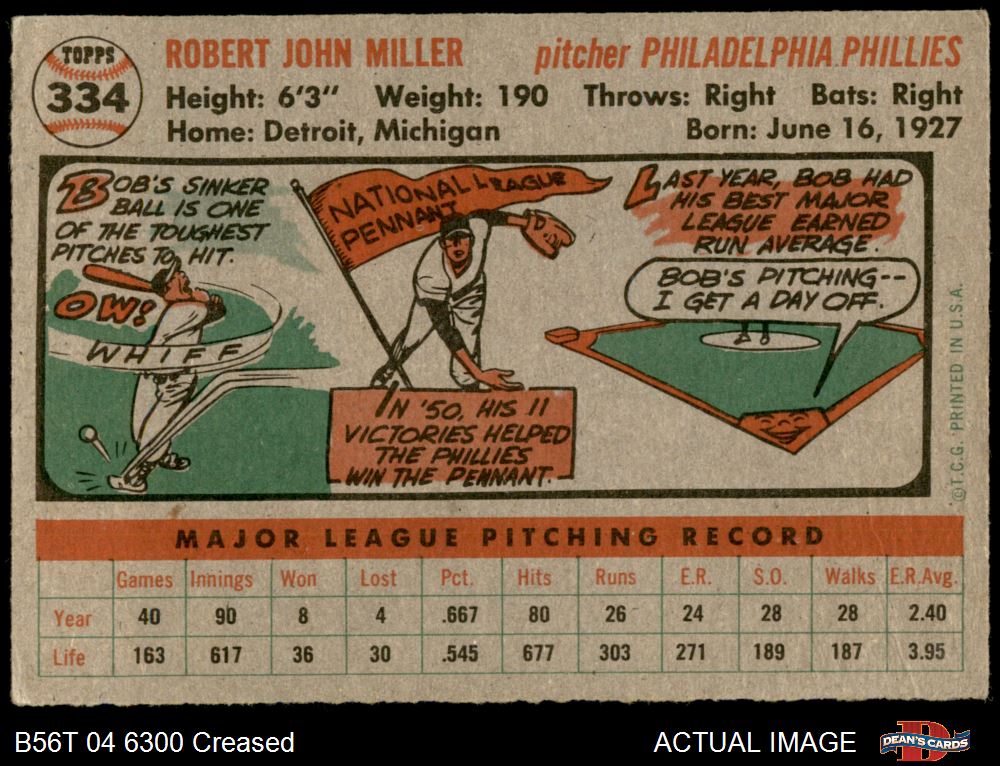 TOPPS
334
ROBERT JOHN MILLER pitcher PHILADELPHIA PHILLIES
Height: 6'3" Weight: 190 Throws: Right Bats: Right
Home: Detroit, Michigan Born: June 16, 1927
BOB'S SINKER
BALL IS ONE
OF THE TOUGHEST
PITCHES TO HIT.
OW!
WHIFF
NATIONAL LEAGUE
PENNANT
IN '50, HIS 11
VICTORIES HELPED
THE PHILLIES
WIN THE PENNANT.
LAST YEAR, BOB HAD
HIS BEST MAJOR
LEAGUE EARNED
RUN AVERAGE.
BOB'S PITCHING--
I GET A DAY OFF.
©T.C.G. PRINTED IN U.S.A.
MAJOR LEAGUE PITCHING RECORD
Games Innings Won Lost Pct. Hits Runs E.R. S.O. Walks E.R.Avg.
Year 40 90 8 4 .667 80 26 24 28 28 2.40
Life 163 617 36 30 .545 677 303 271 189 187 3.95
B56T 04 6300 Creased ACTUAL IMAGE
D
DEAN'S CARDS